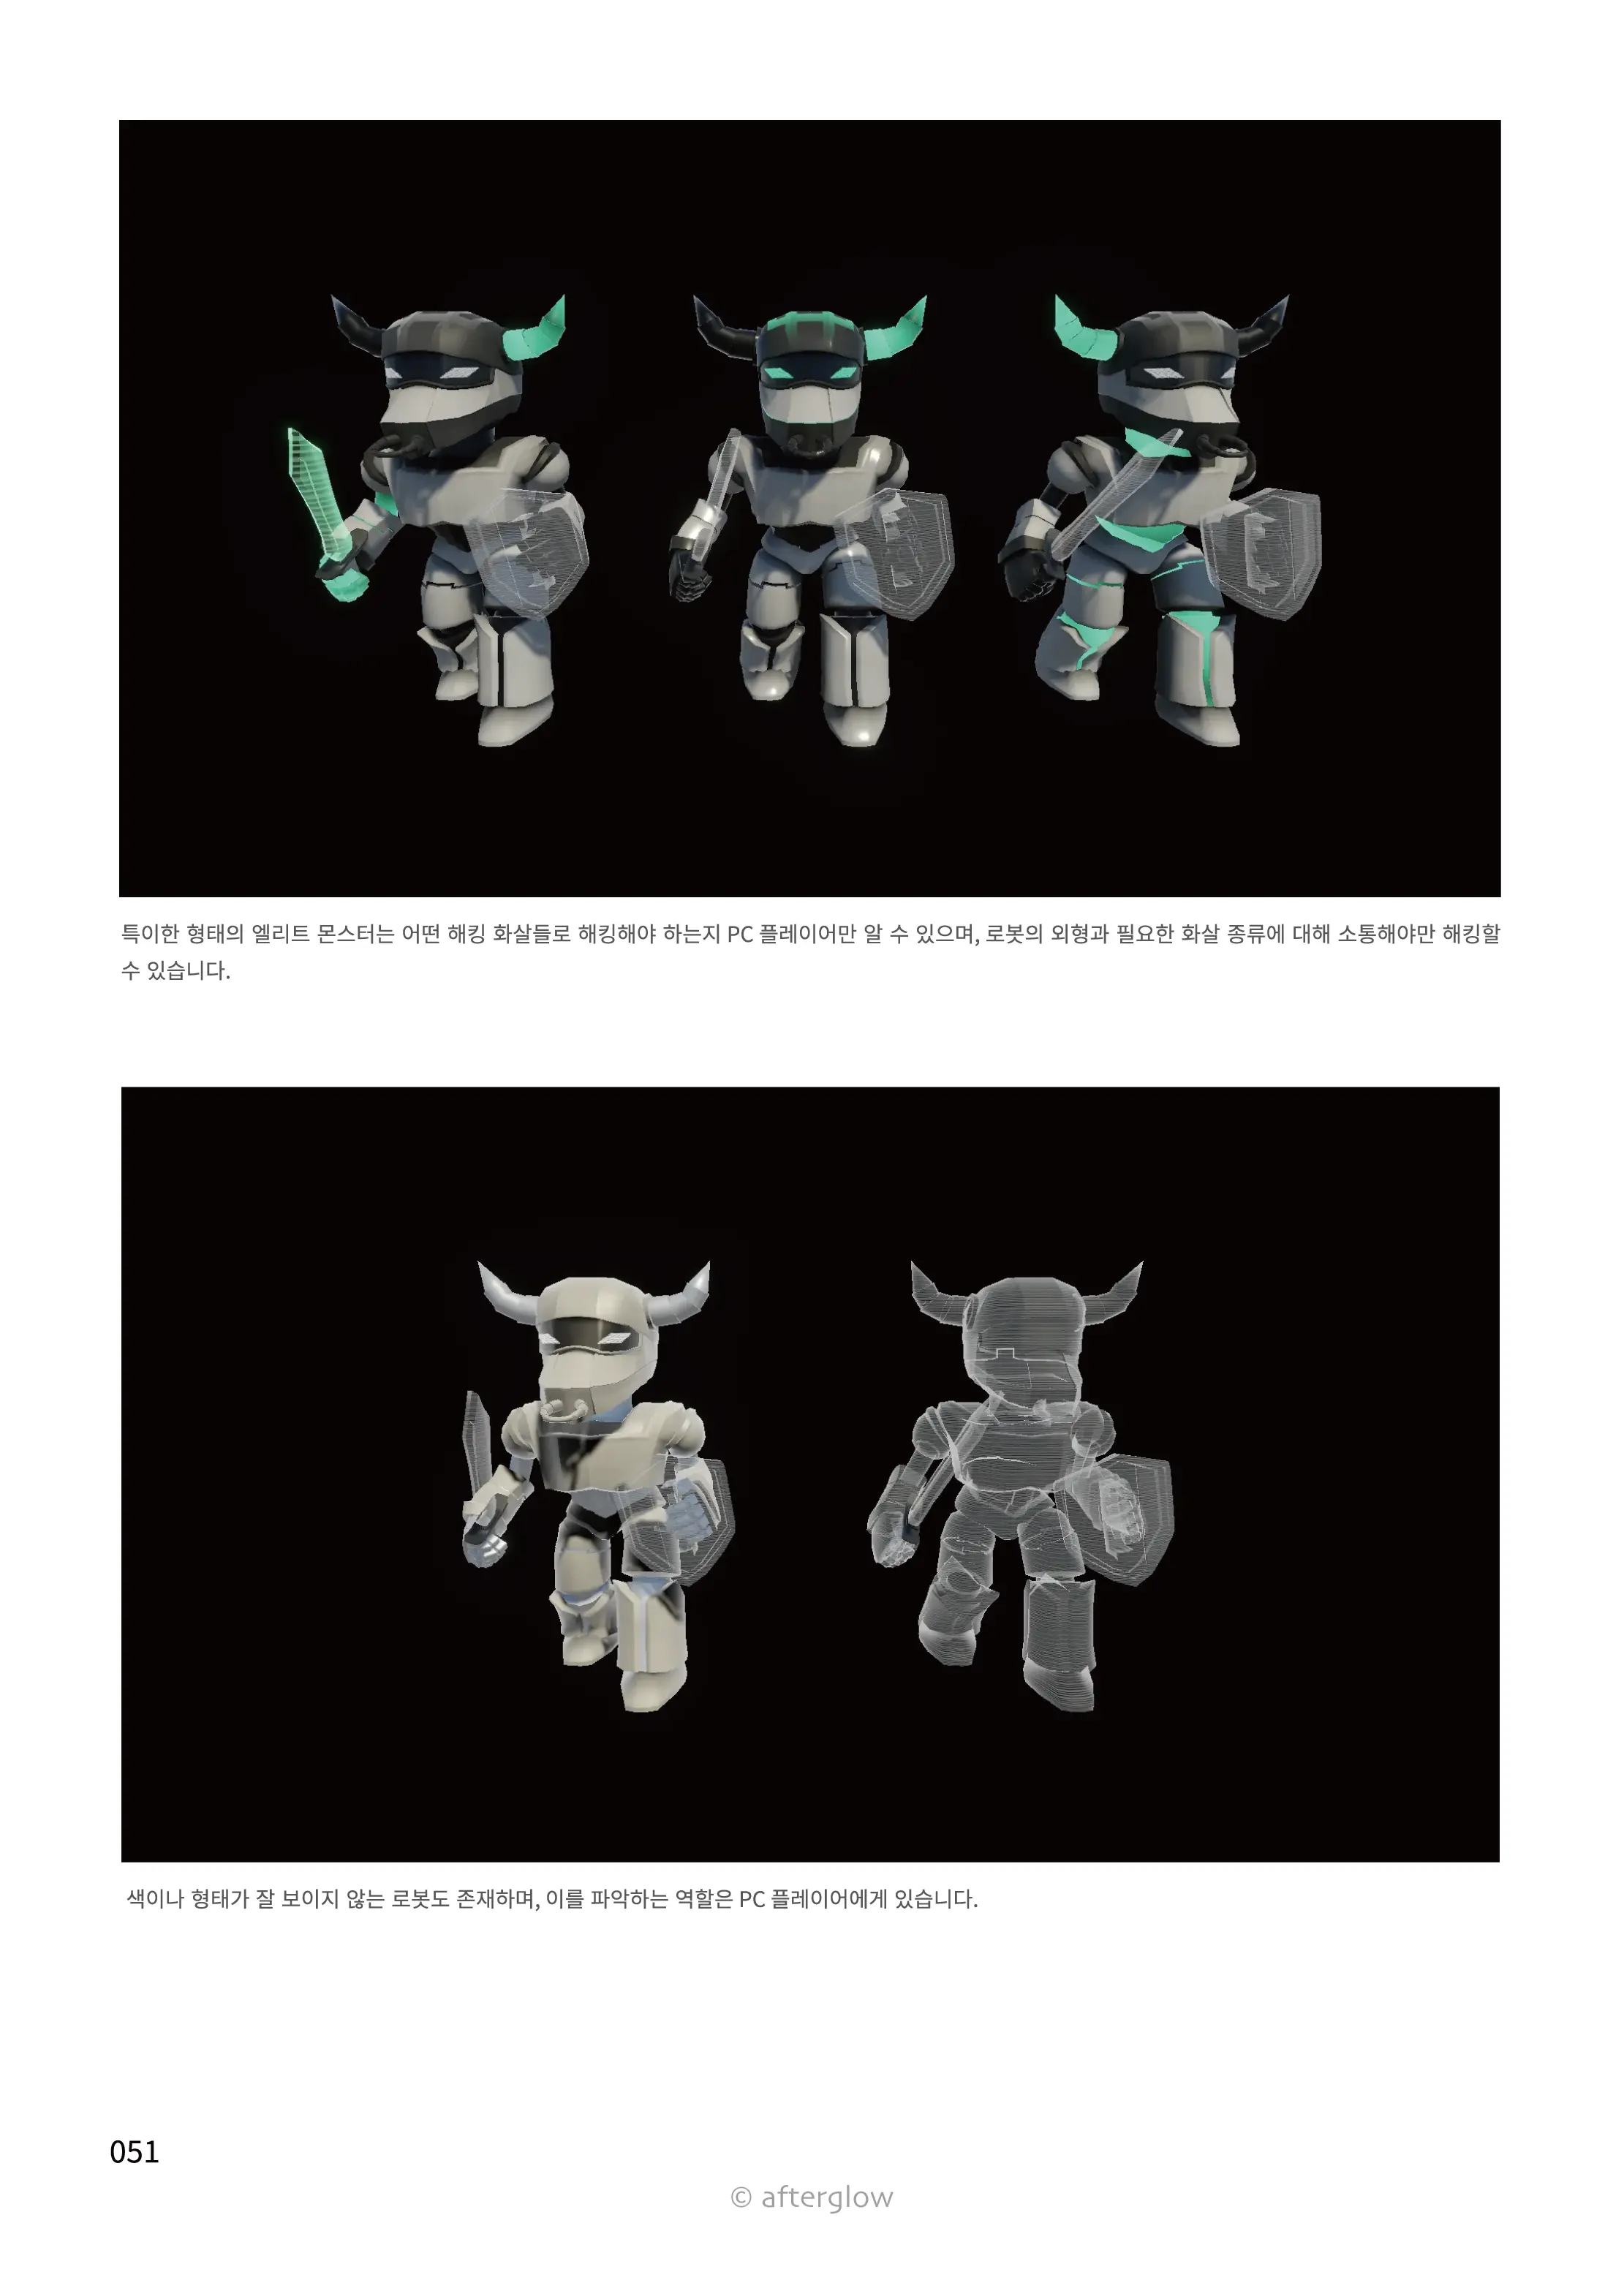 특이한 형태의 엘리트 몬스터는 어떤 해킹 화살들로 해킹해야 하는지 PC 플레이어만 알 수 있으며, 로봇의 외형과 필요한 화살 종류에 대해 소통해야만 해킹할
수 있습니다.
색이나 형태가 잘 보이지 않는 로봇도 존재하며, 이를 파악하는 역할은 PC 플레이어에게 있습니다.
051
© afterglow